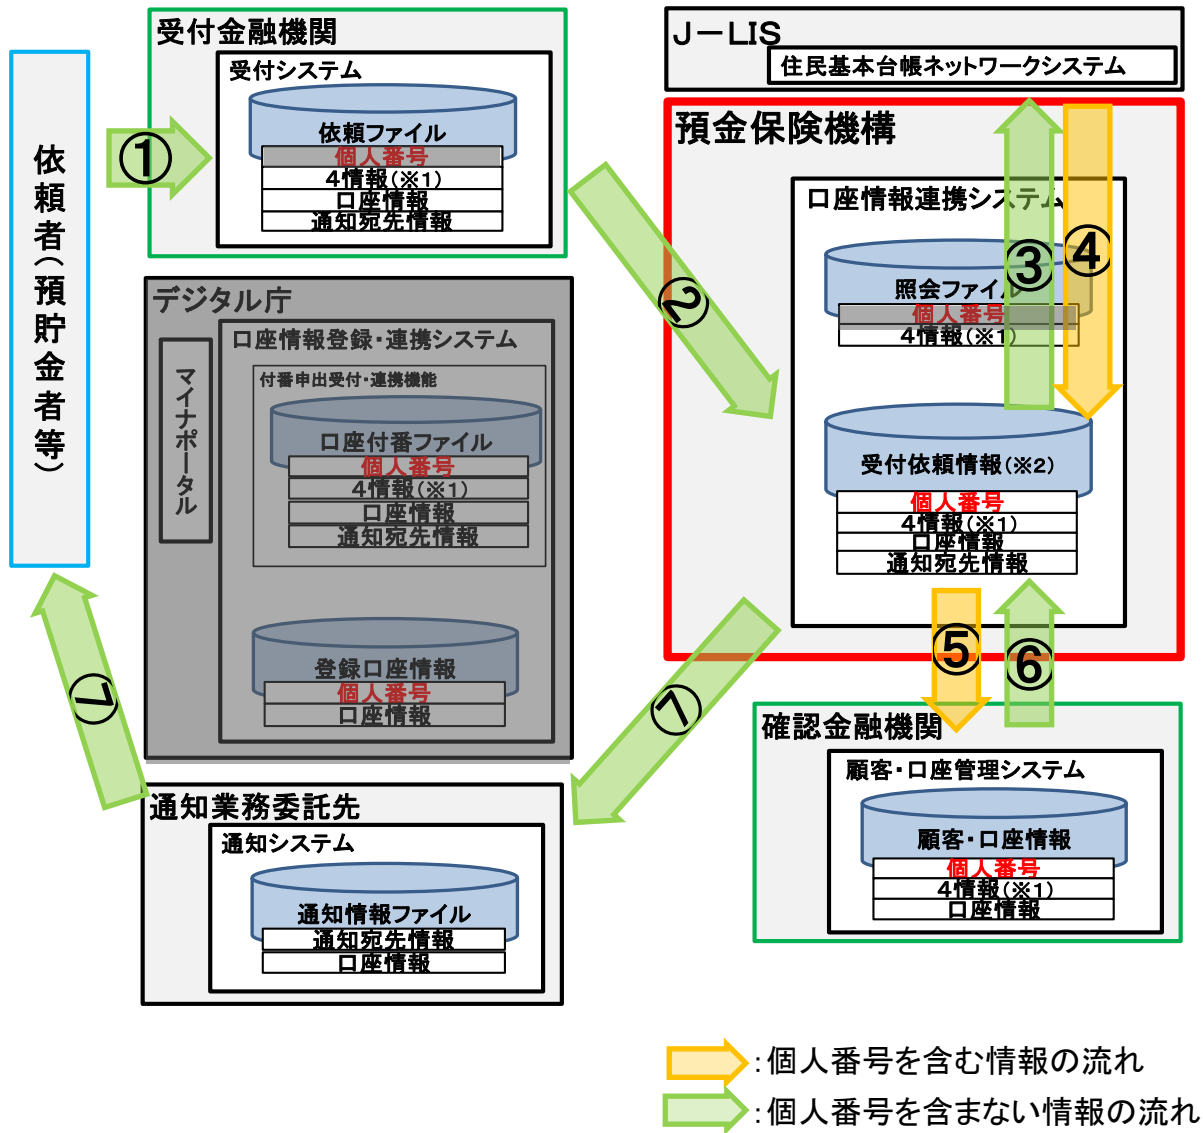 依頼者(預貯金者等)
①
受付金融機関
受付システム
依頼ファイル
個人番号
4情報(※1)
口座情報
通知宛先情報
②
J-LIS
住民基本台帳ネットワークシステム
預金保険機構
口座情報連携システム
③
④
照会ファイル
個人番号
4情報(※1)
受付依頼情報(※2)
個人番号
4情報(※1)
口座情報
通知宛先情報
⑤
⑥
デジタル庁
マイナポータル
口座情報登録・連携システム
付番申出受付・連携機能
口座付番ファイル
個人番号
4情報(※1)
口座情報
通知宛先情報
登録口座情報
個人番号
口座情報
⑦
⑦
確認金融機関
顧客・口座管理システム
顧客・口座情報
個人番号
4情報(※1)
口座情報
通知業務委託先
通知システム
通知情報ファイル
通知宛先情報
口座情報
:個人番号を含む情報の流れ
:個人番号を含まない情報の流れ